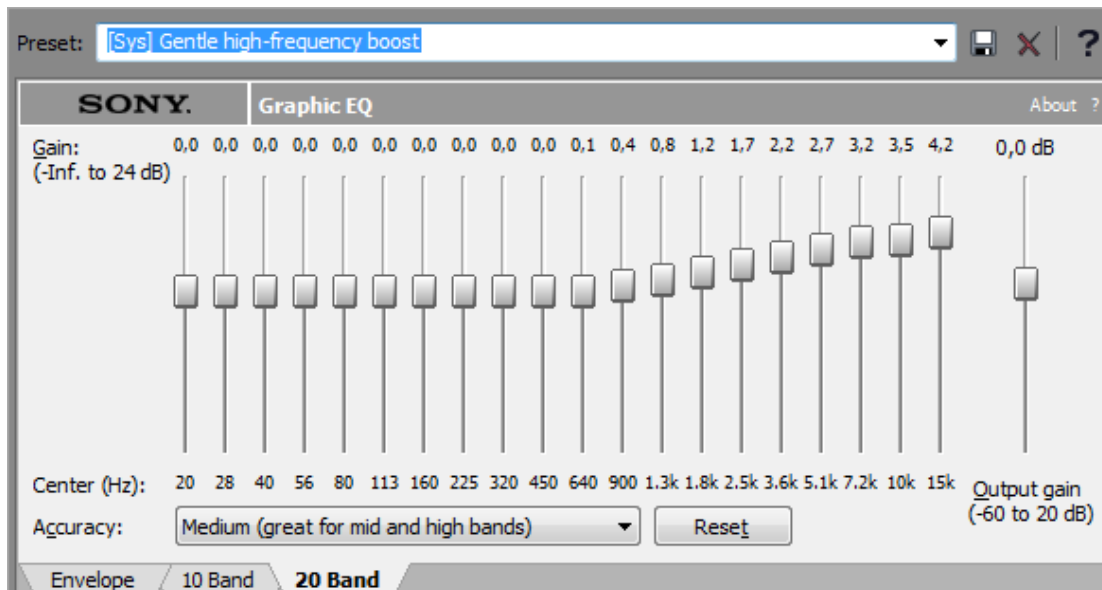 Preset: [Sys] Gentle high-frequency boost ?
SONY. Graphic EQ About ?
Gain: 0,0 0,0 0,0 0,0 0,0 0,0 0,0 0,0 0,0 0,0 0,1 0,4 0,8 1,2 1,7 2,2 2,7 3,2 3,5 4,2 0,0 dB
(-Inf. to 24 dB)
Center (Hz): 20 28 40 56 80 113 160 225 320 450 640 900 1.3k 1.8k 2.5k 3.6k 5.1k 7.2k 10k 15k Output gain
Accuracy: Medium (great for mid and high bands) Reset (-60 to 20 dB)
Envelope 10 Band 20 Band